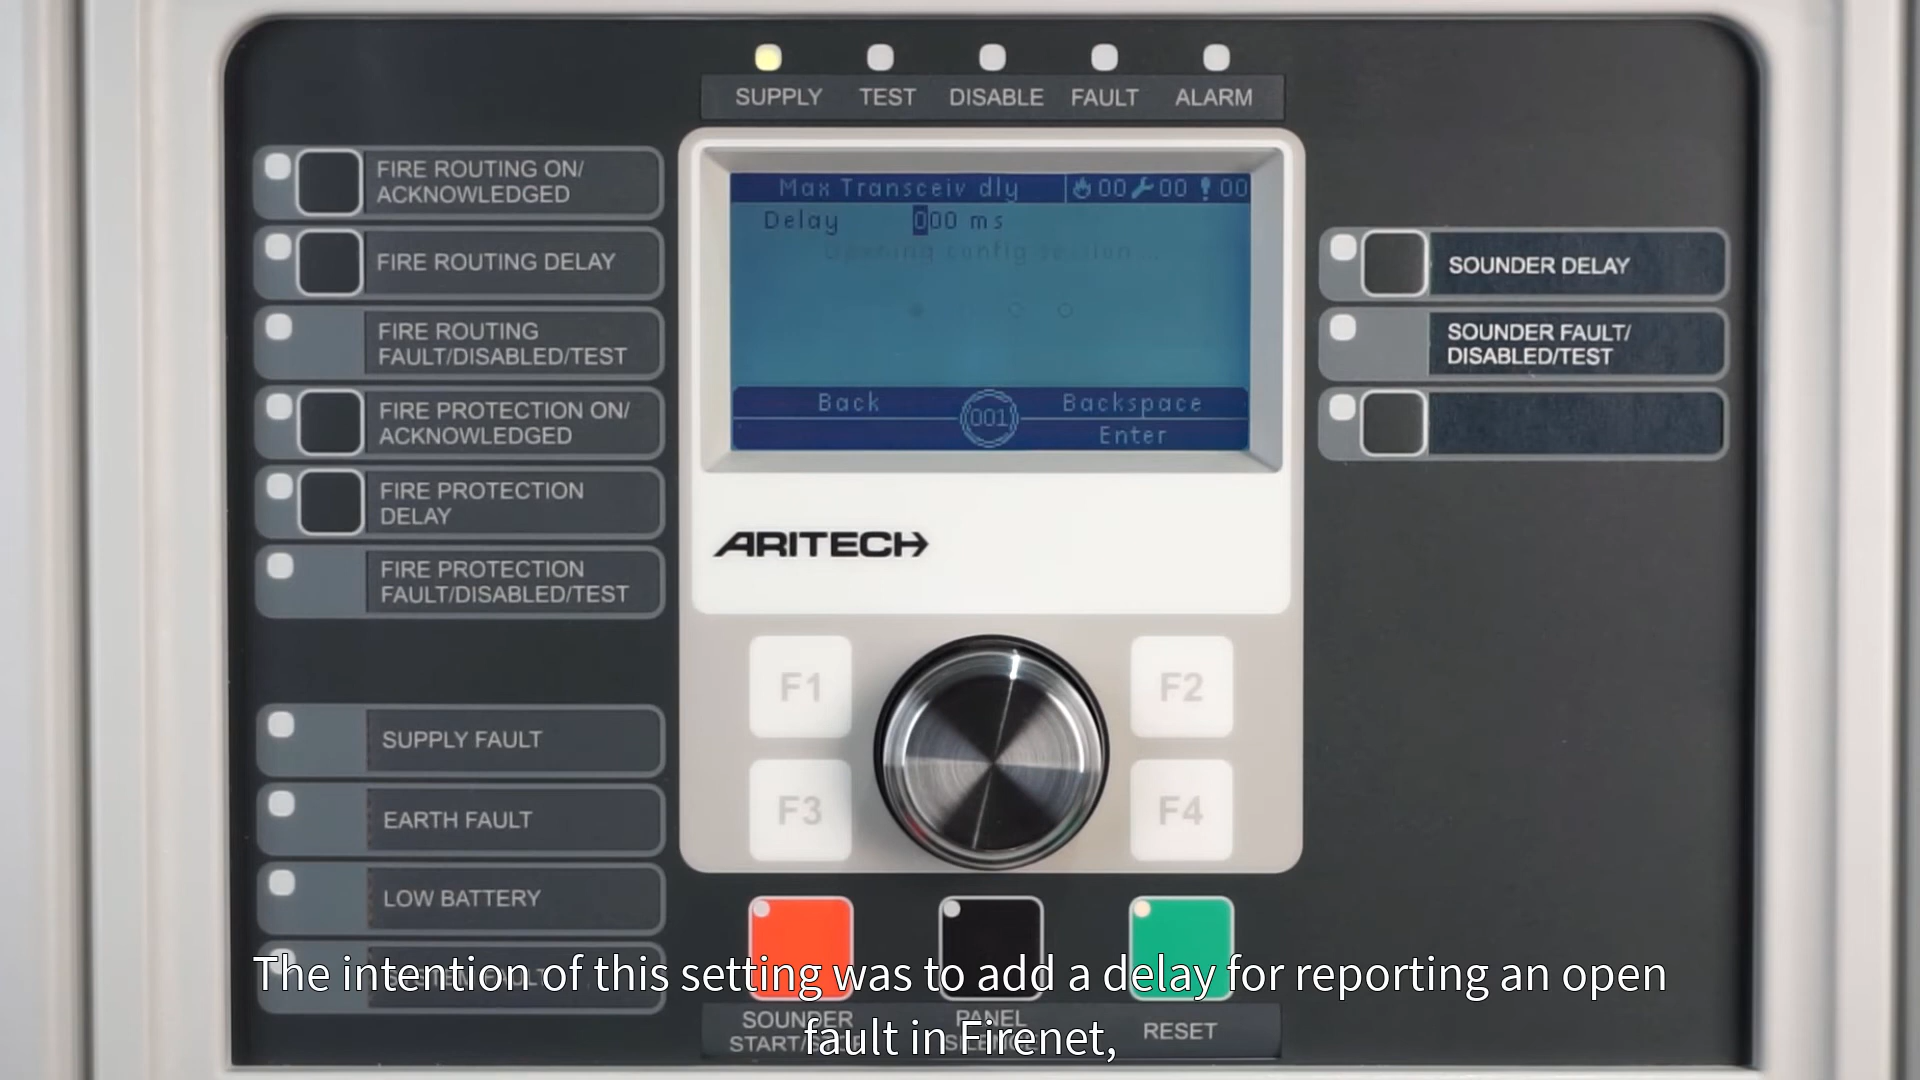 SUPPLY TEST DISABLE FAULT ALARM
FIRE ROUTING ON/
ACKNOWLEDGED
FIRE ROUTING DELAY
FIRE ROUTING
FAULT/DISABLED/TEST
FIRE PROTECTION ON/
ACKNOWLEDGED
FIRE PROTECTION
DELAY
FIRE PROTECTION
FAULT/DISABLED/TEST
SUPPLY FAULT
EARTH FAULT
LOW BATTERY
Max Transceiv dly 00 00 00
Delay 000 ms
Opening config section...
Back 001 Backspace
Enter
ARITECH
F1 F2
F3 F4
SOUNDER DELAY
SOUNDER FAULT/
DISABLED/TEST
SOUNDER
PANEL
RESET
The intention of this setting was to add a delay for reporting an open
fault in Firenet,